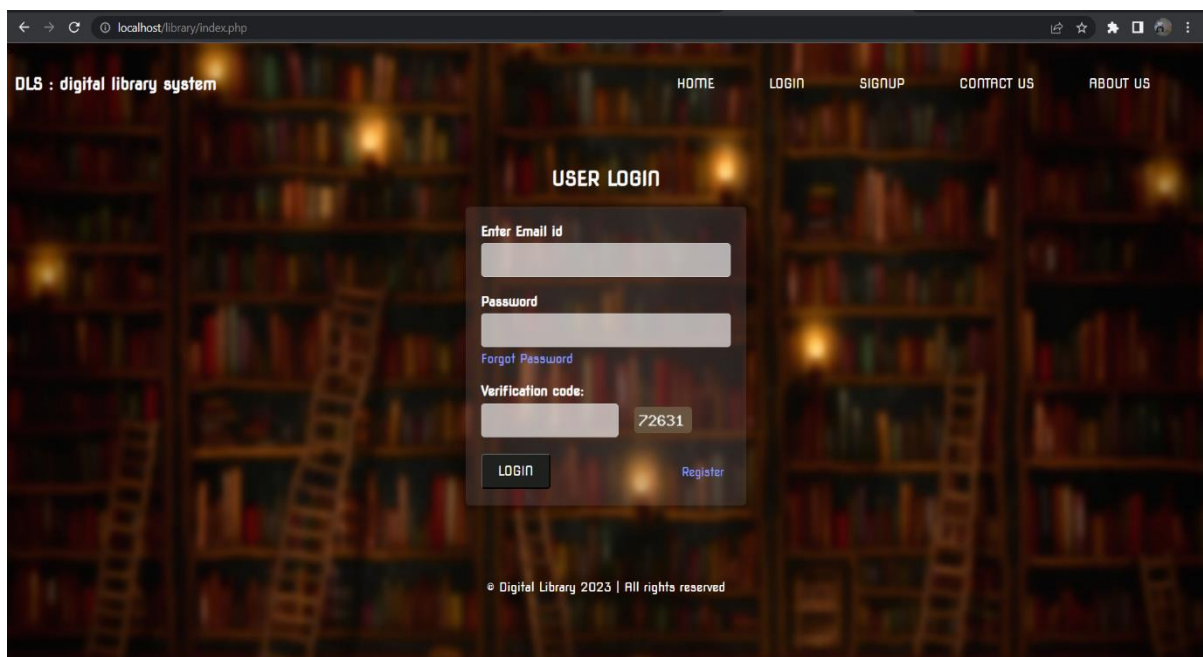 localhost/library/index.php
DLS : digital library system HOME LOGIN SIGNUP CONTACT US ABOUT US
USER LOGIN
Enter Email id
Password
Forgot Password
Verification code:
72631
LOGIN Register
© Digital Library 2023 | All rights reserved